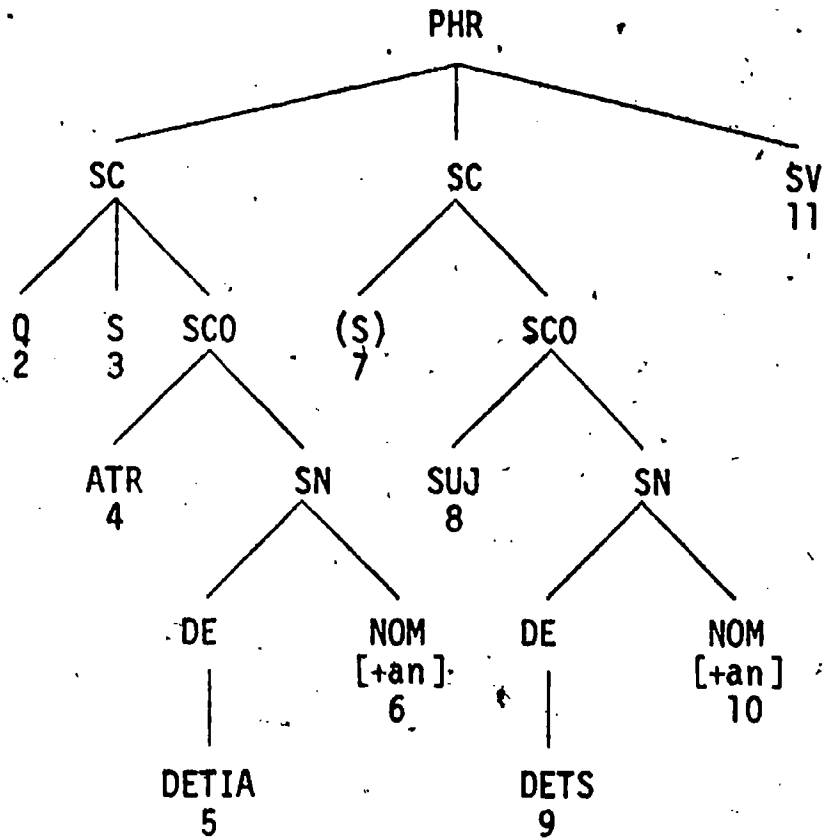 PHR
SC SC SV
11
Q S SCO (S) SCO
2 3 7
ATR SN SUJ SN
4 8
DE NOM DE NOM
[+an] [+an]
6 10
DETIA DETS
5 9